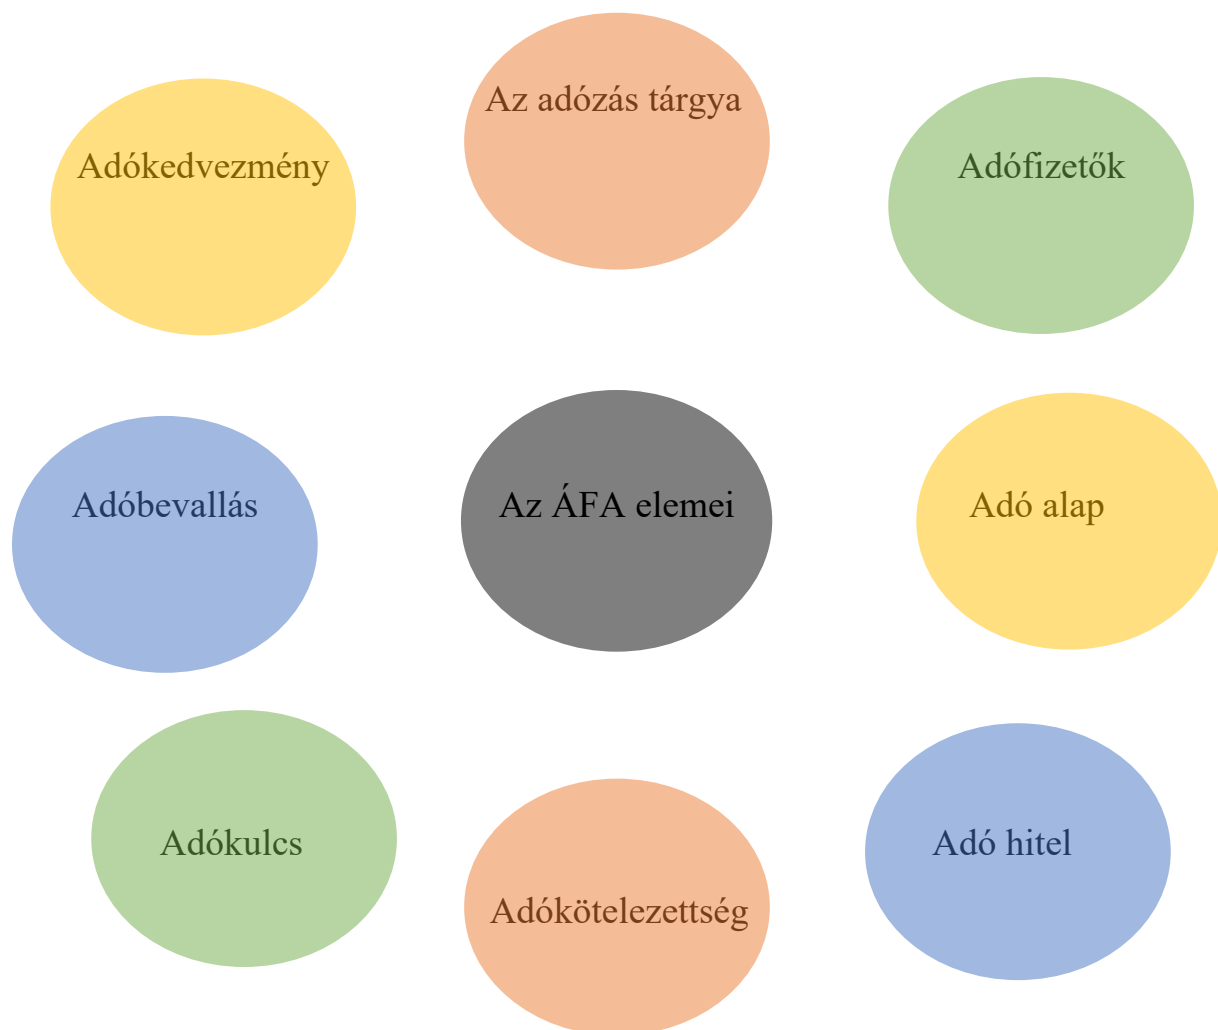 Az adózás tárgya
Adókedvezmény
Adófizetők
Adóbevallás
Az ÁFA elemei
Adó alap
Adókulcs
Adó hitel
Adókötelezettség